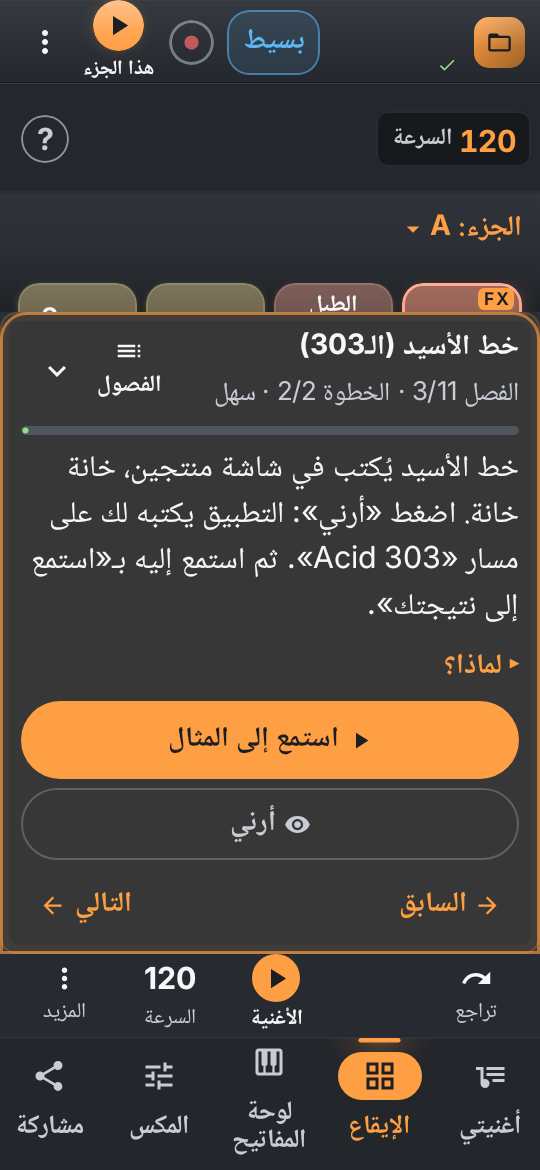 بسيط
هذا الجزء
120 السرعة
?
الجزء: A
FX
الطبل
خط الأسيد (الـ303)
الفصل 3/11 · الخطوة 2/2 · سهل
الفصول
خط الأسيد يُكتب في شاشة منتجين، خانة
خانة. اضغط «أرني»: التطبيق يكتبه لك على
مسار «Acid 303». ثم استمع إليه بـ«استمع
إلى نتيجتك».
لماذا؟
استمع إلى المثال
أرني
السابق
التالي
تراجع
الأغنية
120
السرعة
المزيد
أغنيتي
الإيقاع
لوحة
المفاتيح
المكس
مشاركة